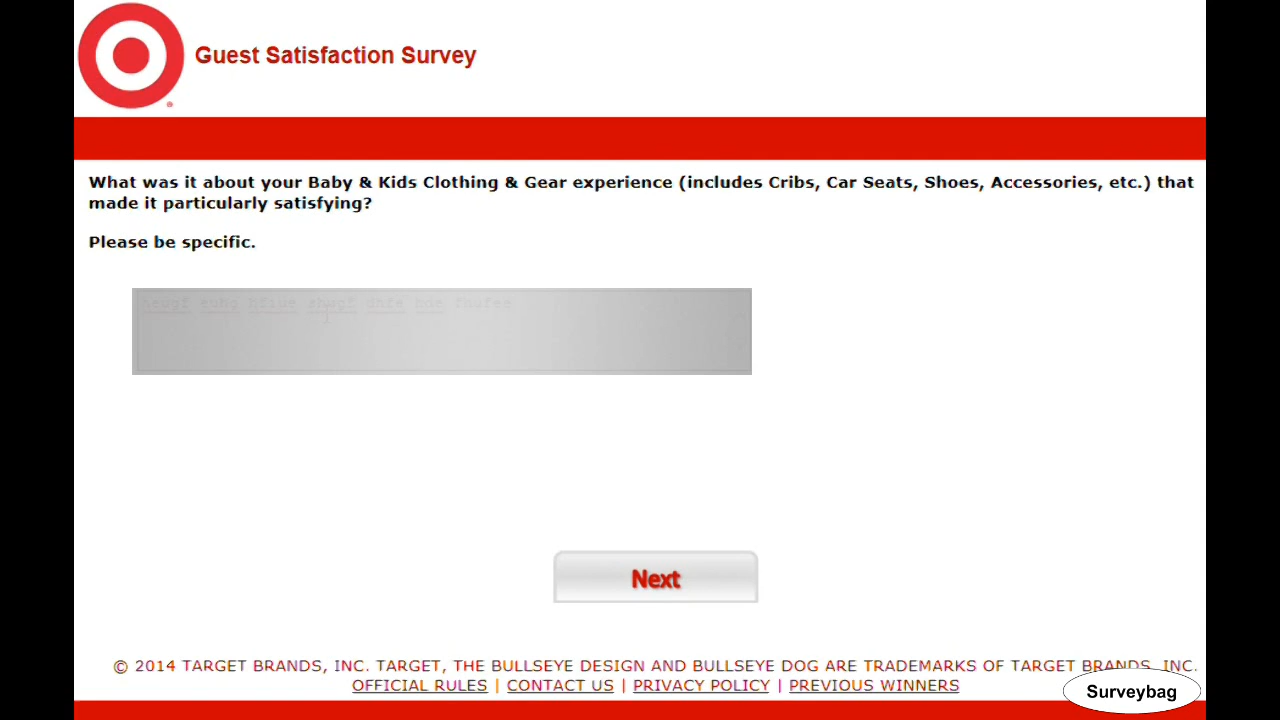 Guest Satisfaction Survey
What was it about your Baby & Kids Clothing & Gear experience (includes Cribs, Car Seats, Shoes, Accessories, etc.) that
made it particularly satisfying?
Please be specific.
Next
© 2014 TARGET BRANDS, INC. TARGET, THE BULLSEYE DESIGN AND BULLSEYE DOG ARE TRADEMARKS OF TARGET BRANDS, INC.
OFFICIAL RULES | CONTACT US | PRIVACY POLICY | PREVIOUS WINNERS
Surveybag